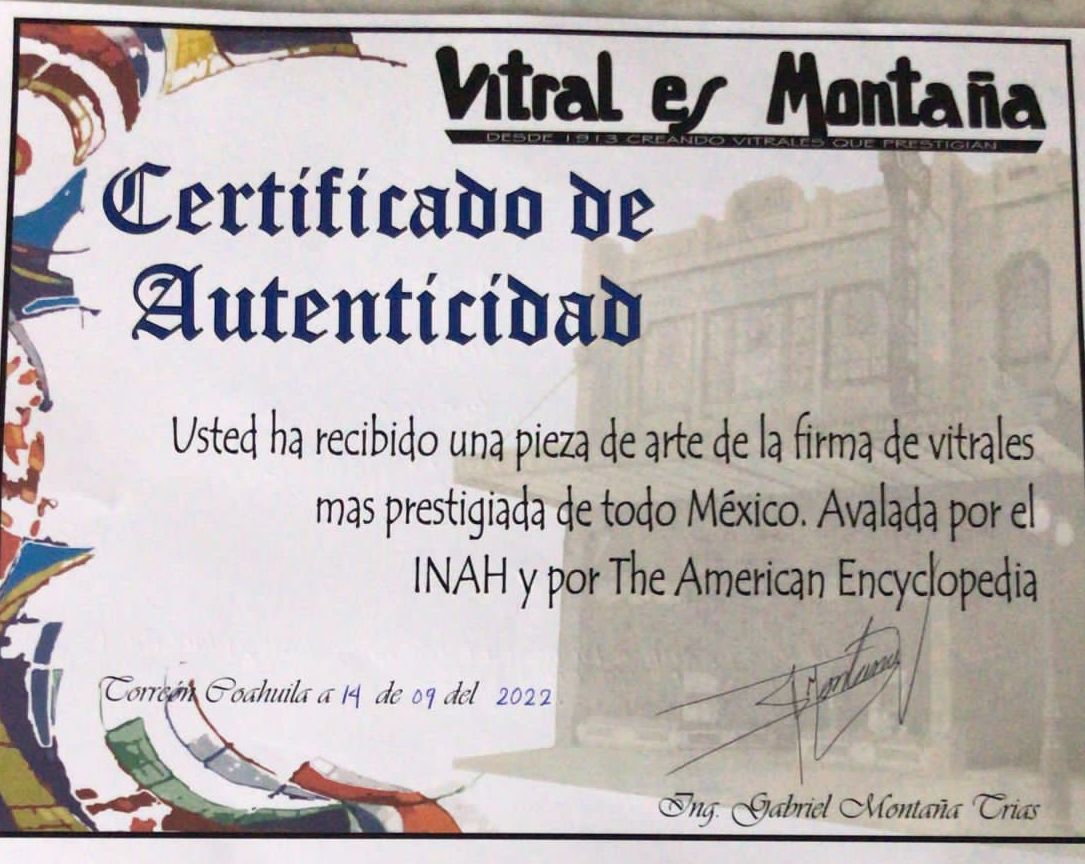 Vitral es Montaña
DESDE 1913 CREANDO VITRALES QUE PRESTIGIAN
Certificado de
Autenticidad
Usted ha recibido una pieza de arte de la firma de vitrales
mas prestigiada de todo México. Avalada por el
INAH y por The American Encyclopedia
Torreón Coahuila a 14 de 09 del 2022
Ing. Gabriel Montaña Trias